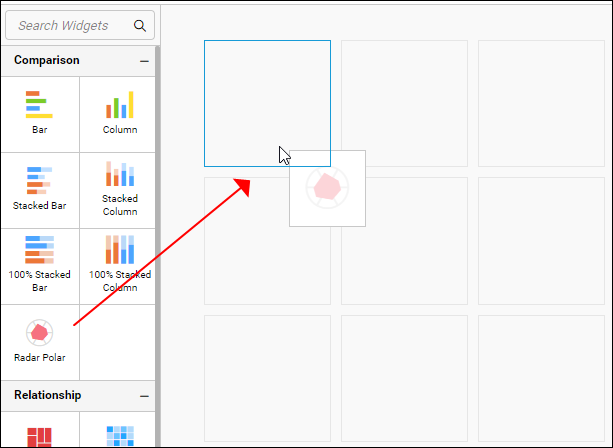 Search Widgets
Comparison
Bar
Column
Stacked Bar
Stacked
Column
100% Stacked
Bar
100% Stacked
Column
Radar Polar
Relationship